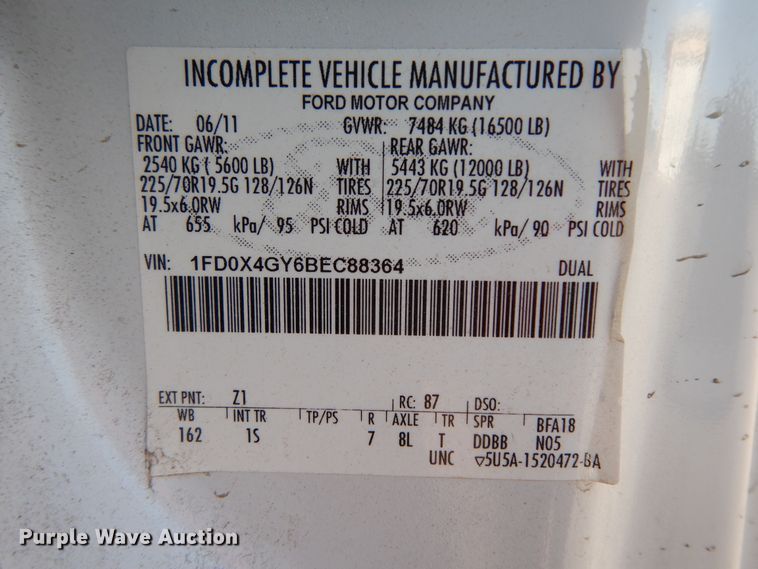 INCOMPLETE VEHICLE MANUFACTURED BY
FORD MOTOR COMPANY
DATE: 06/11 GVWR: 7484 KG (16500 LB)
FRONT GAWR: REAR GAWR:
2540 KG ( 5600 LB) WITH 5443 KG (12000 LB) WITH
225/70R19.5G 128/126N TIRES 225/70R19.5G 128/126N TIRES
19.5x6.0RW RIMS 19.5x6.0RW RIMS
AT 655 kPa/ 95 PSI COLD AT 620 kPa/ 90 PSI COLD
VIN: 1FD0X4GY6BEC88364 DUAL
EXT PNT: Z1 RC: 87 DSO:
WB INT TR TP/PS R AXLE TR SPR BFA18
162 1S 7 8L T DDBB N05
UNC ▽5U5A-1520472-BA
Purple Wave Auction